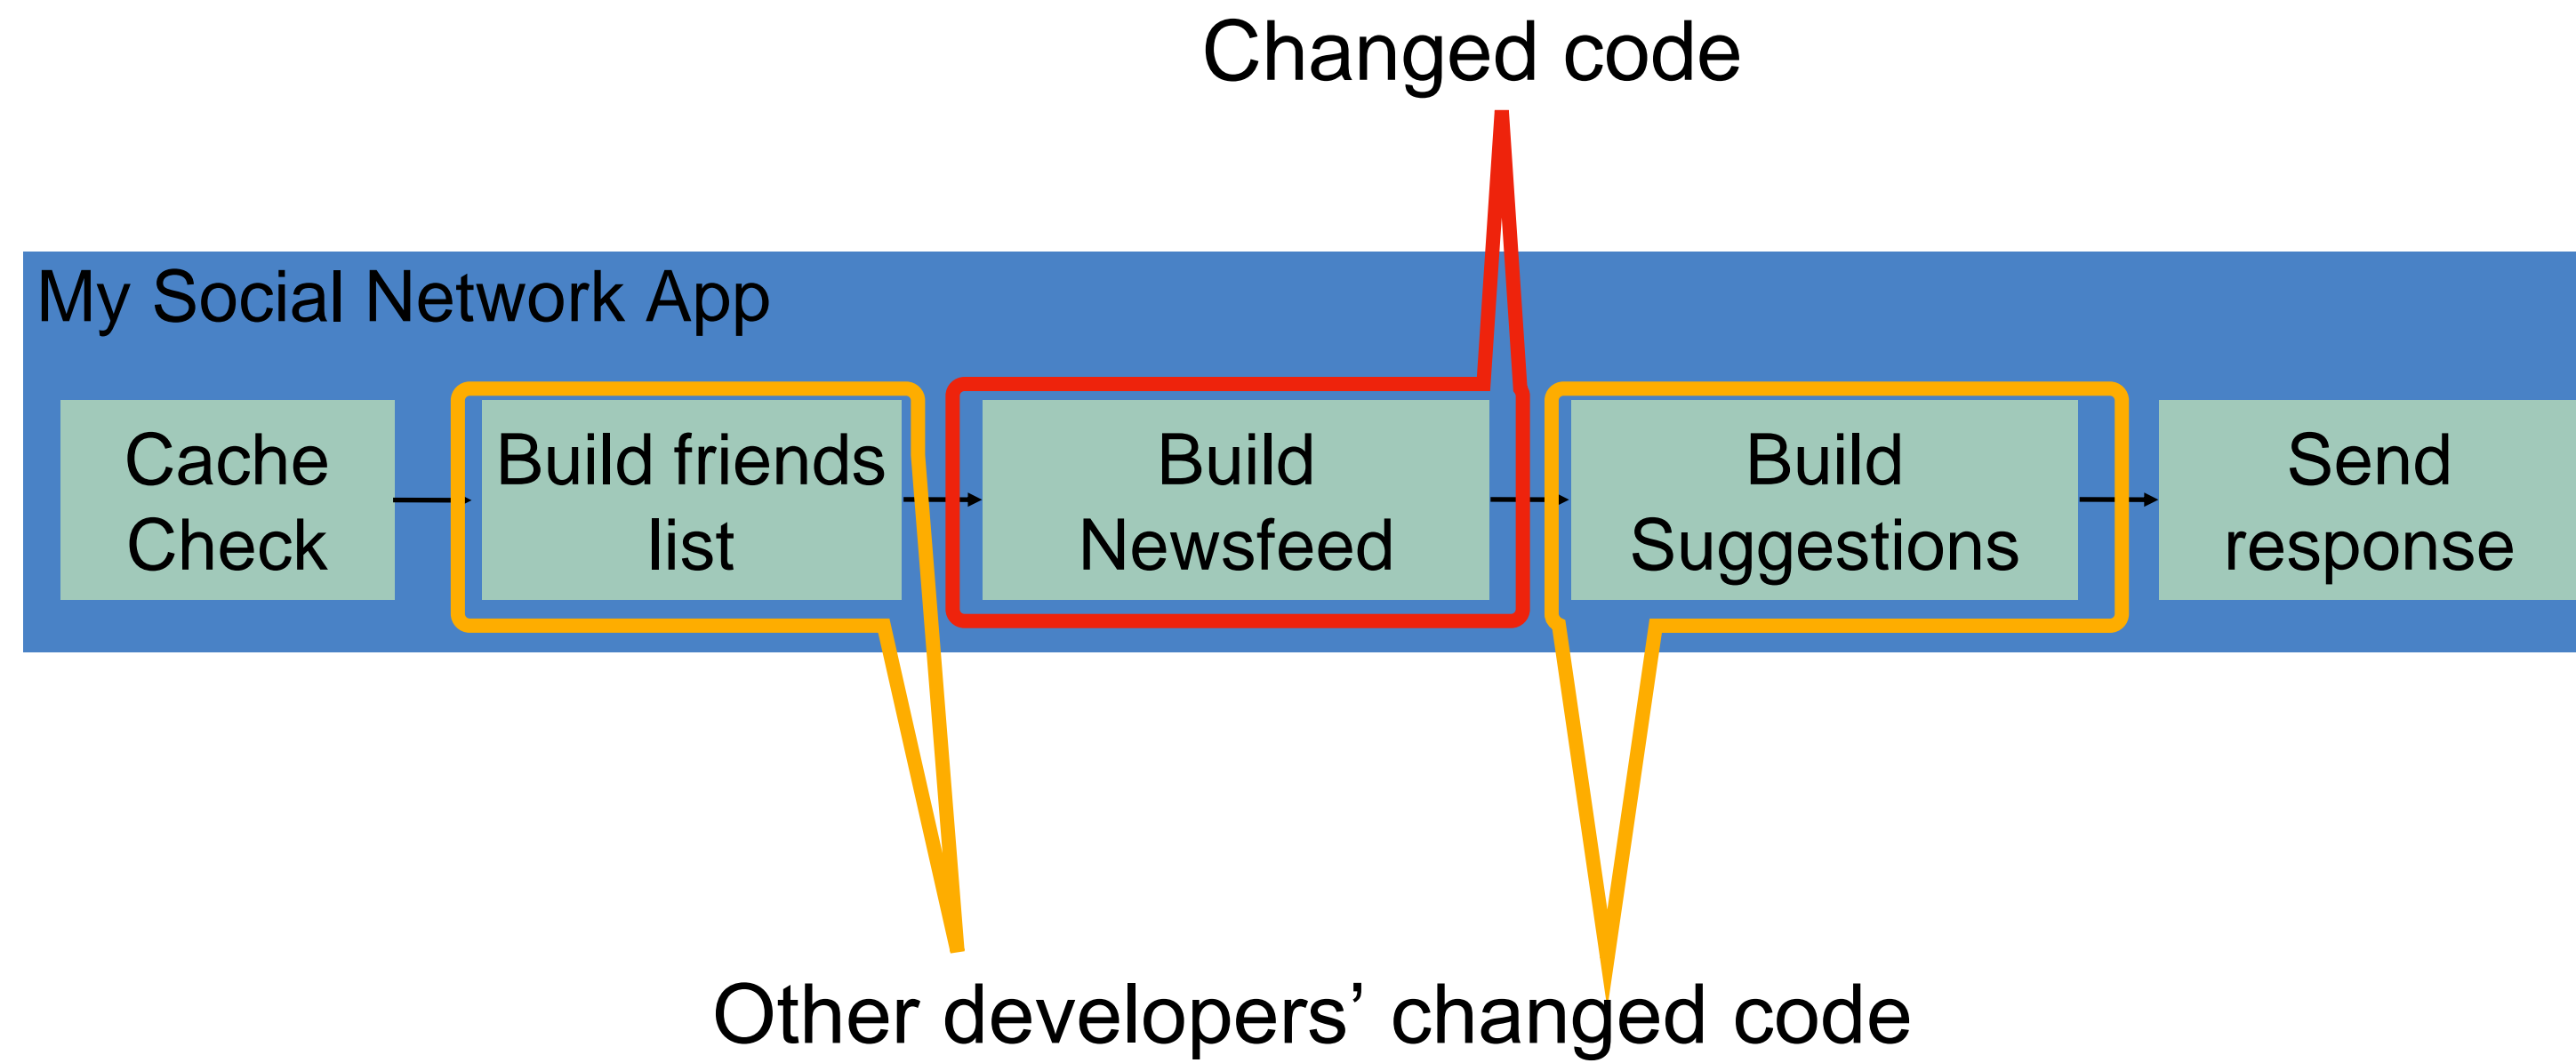 Changed code
My Social Network App
Cache
Check
Build friends
list
Build
Newsfeed
Build
Suggestions
Send
response
Other developers’ changed code